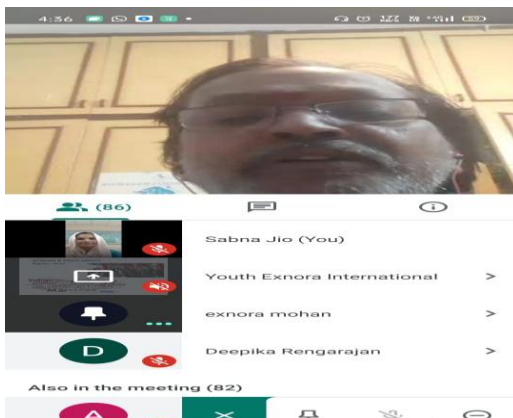 4:36
(86)
Sabna Jio (You)
Youth Exnora International
exnora mohan
D
Deepika Rengarajan
Also in the meeting (82)
A